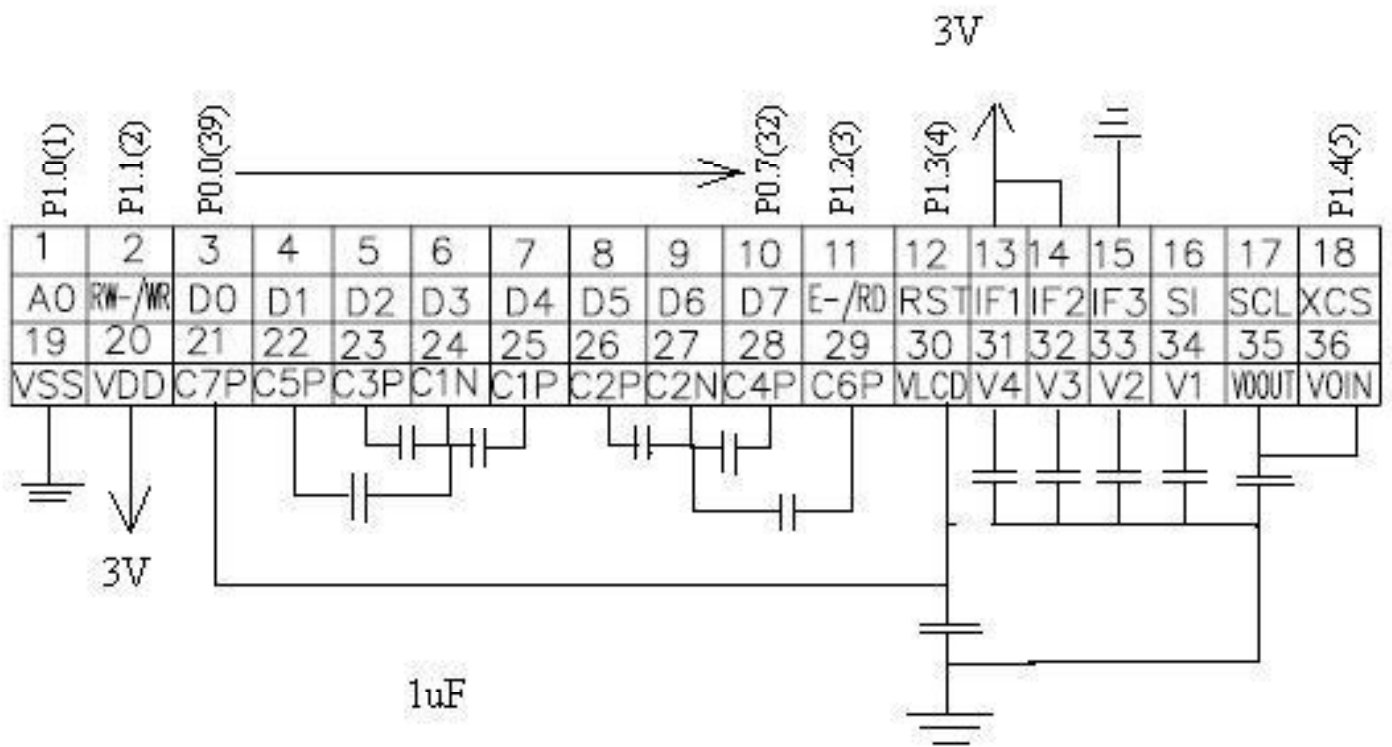 3V
P1.0(1) P1.1(2) P0.0(39) P0.7(32) P1.2(3) P1.3(4) P1.4(5)
1 2 3 4 5 6 7 8 9 10 11 12 13 14 15 16 17 18
A0 RW-/WR D0 D1 D2 D3 D4 D5 D6 D7 E-/RD RST IF1 IF2 IF3 SI SCL XCS
19 20 21 22 23 24 25 26 27 28 29 30 31 32 33 34 35 36
VSS VDD C7P C5P C3P C1N C1P C2P C2N C4P C6P VLCD V4 V3 V2 V1 VOOUT VOIN
3V
1uF